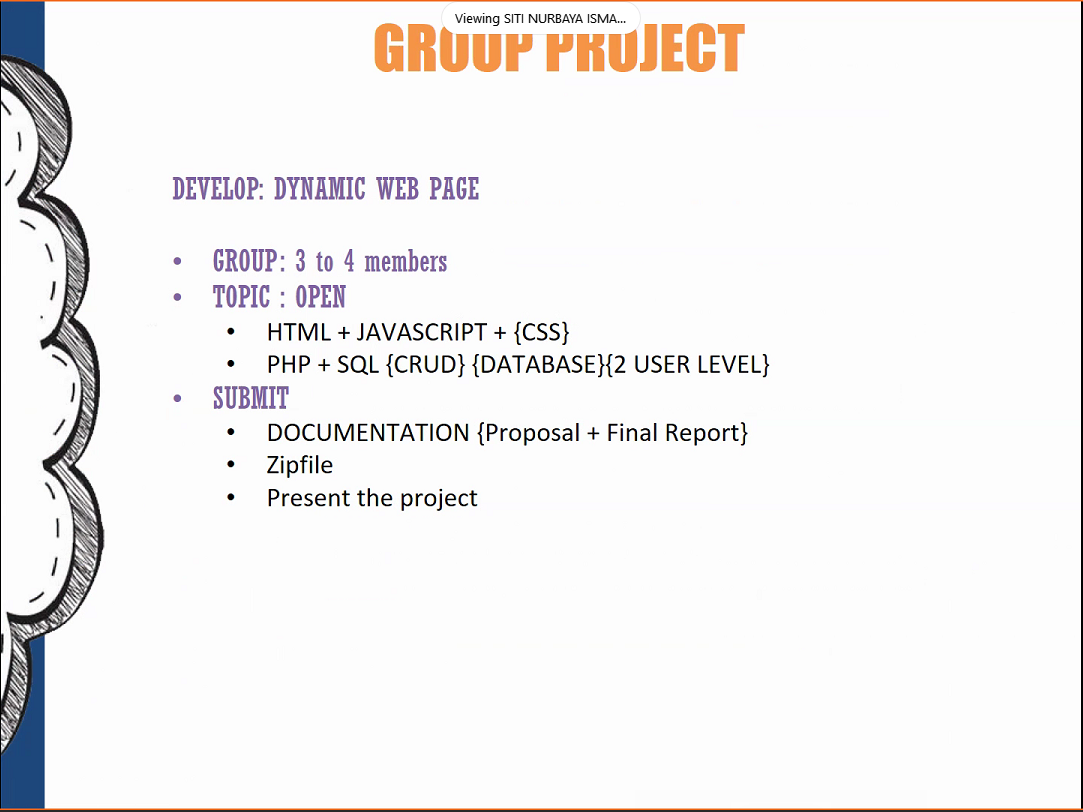 Viewing SITI NURBAYA ISMA...
GROUP PROJECT
DEVELOP: DYNAMIC WEB PAGE
• GROUP: 3 to 4 members
• TOPIC : OPEN
• HTML + JAVASCRIPT + {CSS}
• PHP + SQL {CRUD} {DATABASE}{2 USER LEVEL}
• SUBMIT
• DOCUMENTATION {Proposal + Final Report}
• Zipfile
• Present the project